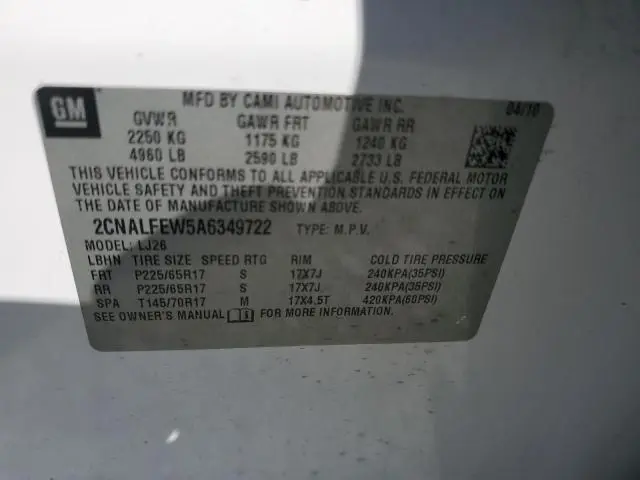 GM
MFD BY CAMI AUTOMOTIVE INC. 04/10
GVWR GAWR FRT GAWR RR
2250 KG 1175 KG 1240 KG
4960 LB 2590 LB 2733 LB
THIS VEHICLE CONFORMS TO ALL APPLICABLE U.S. FEDERAL MOTOR
VEHICLE SAFETY AND THEFT PREVENTION STANDARDS IN EFFECT ON
THE DATE OF MANUFACTURE SHOWN ABOVE.
2CNALFEW5A6349722 TYPE: M.P.V.
MODEL: LJ26
LBHN TIRE SIZE SPEED RTG RIM COLD TIRE PRESSURE
FRT P225/65R17 S 17X7J 240KPA(35PSI)
RR P225/65R17 S 17X7J 240KPA(35PSI)
SPA T145/70R17 M 17X4.5T 420KPA(60PSI)
SEE OWNER'S MANUAL FOR MORE INFORMATION.